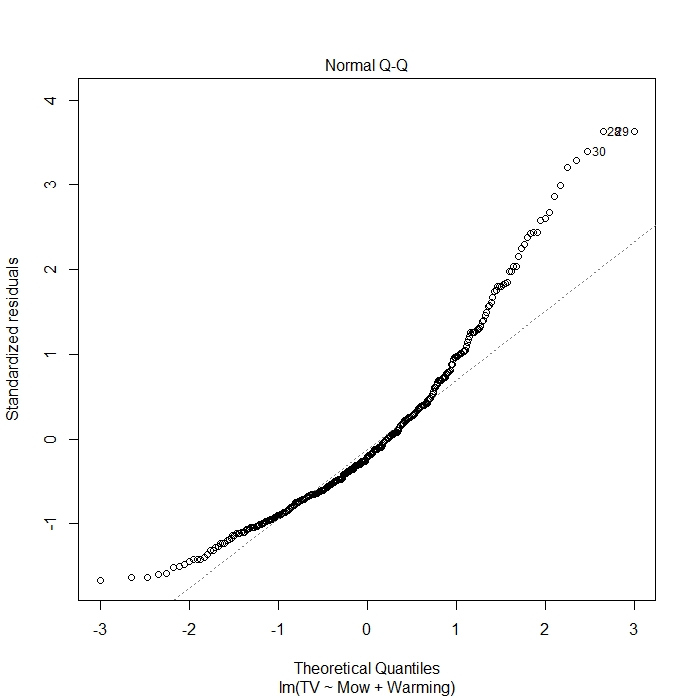 Normal Q-Q
4
3
2
1
0
-1
2829
30
-3 -2 -1 0 1 2 3
Standardized residuals
Theoretical Quantiles
lm(TV ~ Mow + Warming)